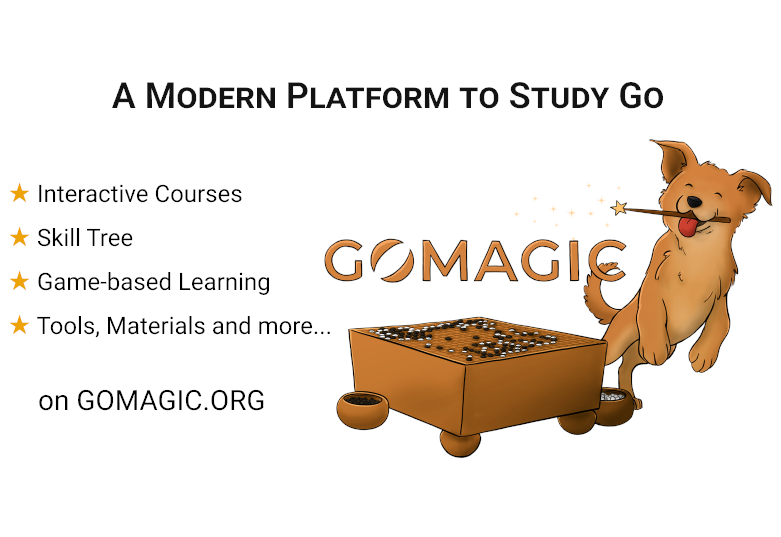 A Modern Platform to Study Go
Interactive Courses
Skill Tree
Game-based Learning
Tools, Materials and more...
on GOMAGIC.ORG
GOMAGIC